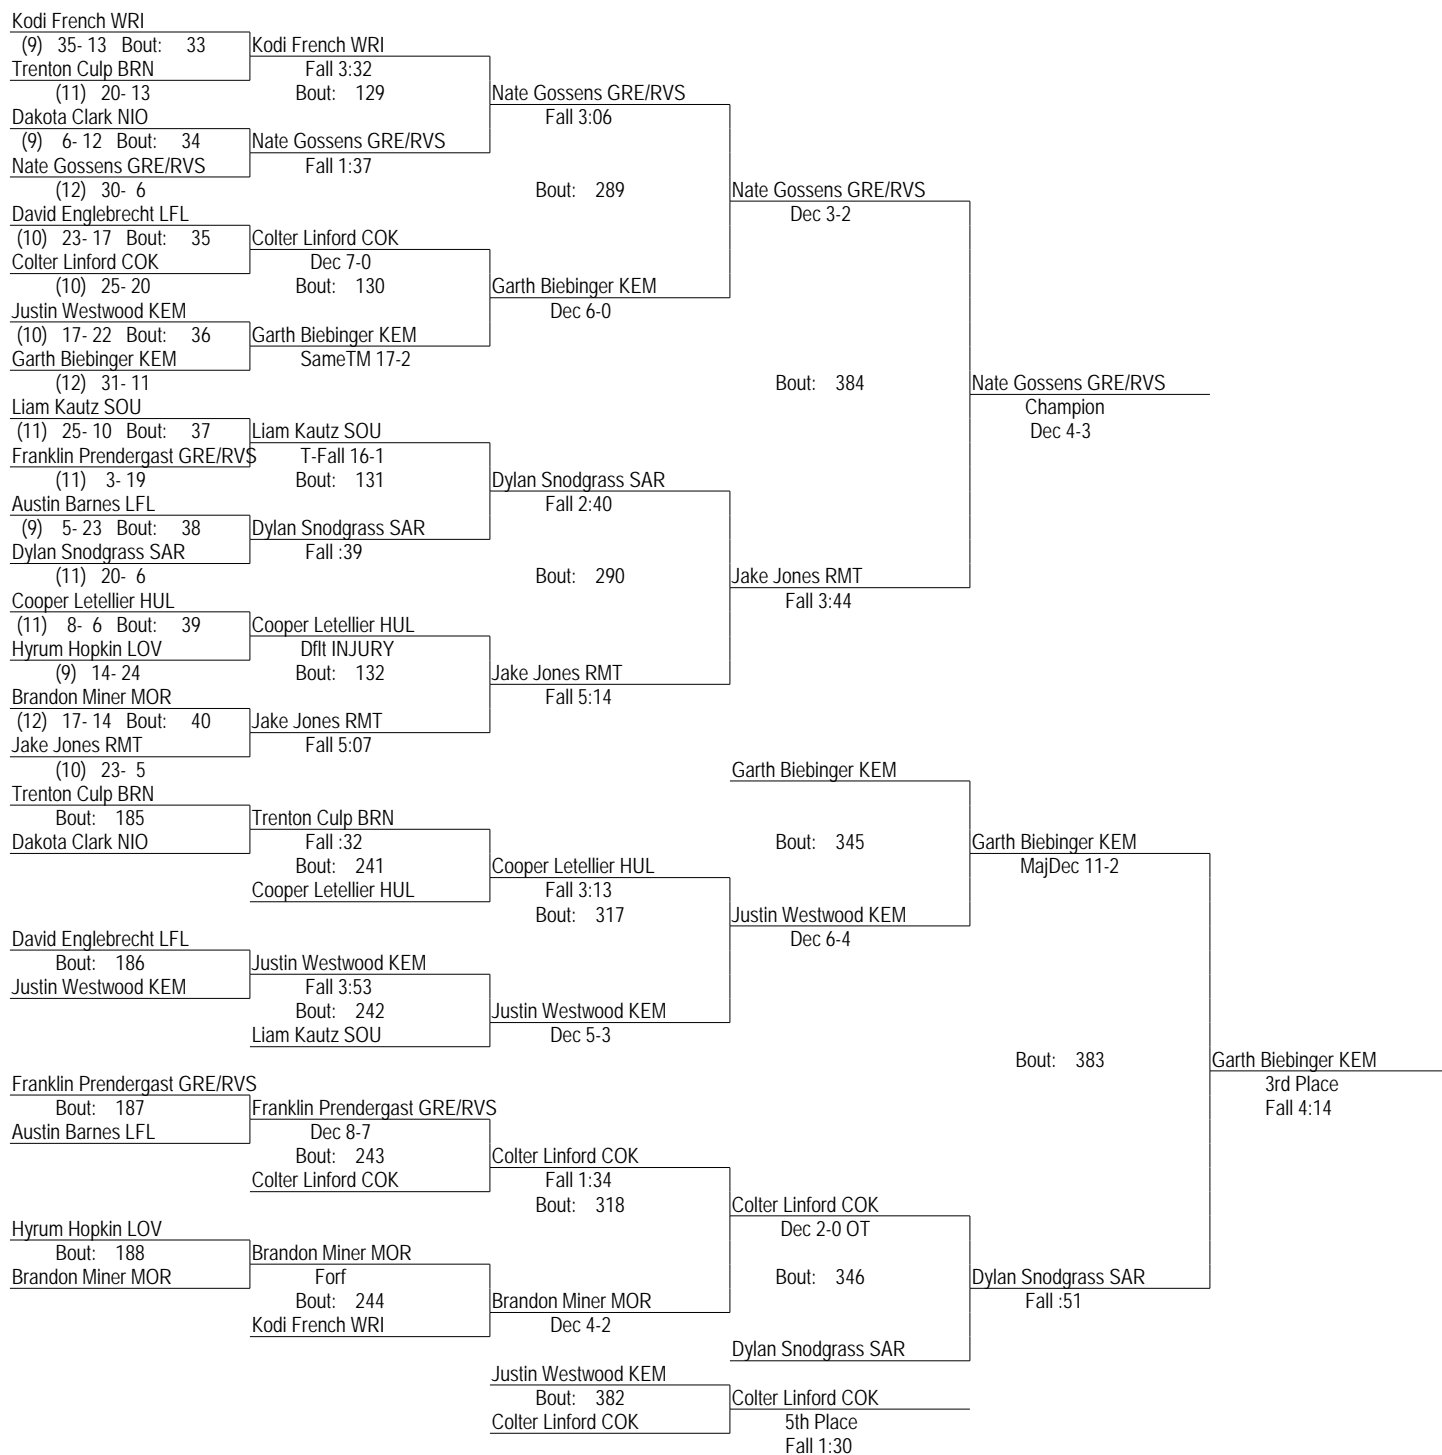 Kodi French WRI
(9) 35- 13 Bout: 33 Kodi French WRI
Trenton Culp BRN Fall 3:32
(11) 20- 13 Bout: 129 Nate Gossens GRE/RVS
Dakota Clark NIO Fall 3:06
(9) 6- 12 Bout: 34 Nate Gossens GRE/RVS
Nate Gossens GRE/RVS Fall 1:37
(12) 30- 6 Bout: 289 Nate Gossens GRE/RVS
David Englebrecht LFL Dec 3-2
(10) 23- 17 Bout: 35 Colter Linford COK
Colter Linford COK Dec 7-0
(10) 25- 20 Bout: 130 Garth Biebinger KEM
Justin Westwood KEM Dec 6-0
(10) 17- 22 Bout: 36 Garth Biebinger KEM
Garth Biebinger KEM SameTM 17-2
(12) 31- 11 Bout: 384 Nate Gossens GRE/RVS
Liam Kautz SOU Champion
(11) 25- 10 Bout: 37 Liam Kautz SOU Dec 4-3
Franklin Prendergast GRE/RVS T-Fall 16-1
(11) 3- 19 Bout: 131 Dylan Snodgrass SAR
Austin Barnes LFL Fall 2:40
(9) 5- 23 Bout: 38 Dylan Snodgrass SAR
Dylan Snodgrass SAR Fall :39
(11) 20- 6 Bout: 290 Jake Jones RMT
Cooper Letellier HUL Fall 3:44
(11) 8- 6 Bout: 39 Cooper Letellier HUL
Hyrum Hopkin LOV Dflt INJURY
(9) 14- 24 Bout: 132 Jake Jones RMT
Brandon Miner MOR Fall 5:14
(12) 17- 14 Bout: 40 Jake Jones RMT
Jake Jones RMT Fall 5:07
(10) 23- 5 Garth Biebinger KEM
Trenton Culp BRN
Bout: 185 Trenton Culp BRN
Dakota Clark NIO Fall :32 Bout: 345 Garth Biebinger KEM
Bout: 241 Cooper Letellier HUL MajDec 11-2
Cooper Letellier HUL Fall 3:13
Bout: 317 Justin Westwood KEM
David Englebrecht LFL Dec 6-4
Bout: 186 Justin Westwood KEM
Justin Westwood KEM Fall 3:53
Bout: 242 Justin Westwood KEM
Liam Kautz SOU Dec 5-3
Bout: 383 Garth Biebinger KEM
Franklin Prendergast GRE/RVS 3rd Place
Bout: 187 Franklin Prendergast GRE/RVS Fall 4:14
Austin Barnes LFL Dec 8-7
Bout: 243 Colter Linford COK
Colter Linford COK Fall 1:34
Bout: 318 Colter Linford COK
Hyrum Hopkin LOV Dec 2-0 OT
Bout: 188 Brandon Miner MOR
Brandon Miner MOR Forf Bout: 346 Dylan Snodgrass SAR
Bout: 244 Brandon Miner MOR Fall :51
Kodi French WRI Dec 4-2
Dylan Snodgrass SAR
Justin Westwood KEM
Bout: 382 Colter Linford COK
Colter Linford COK 5th Place
Fall 1:30